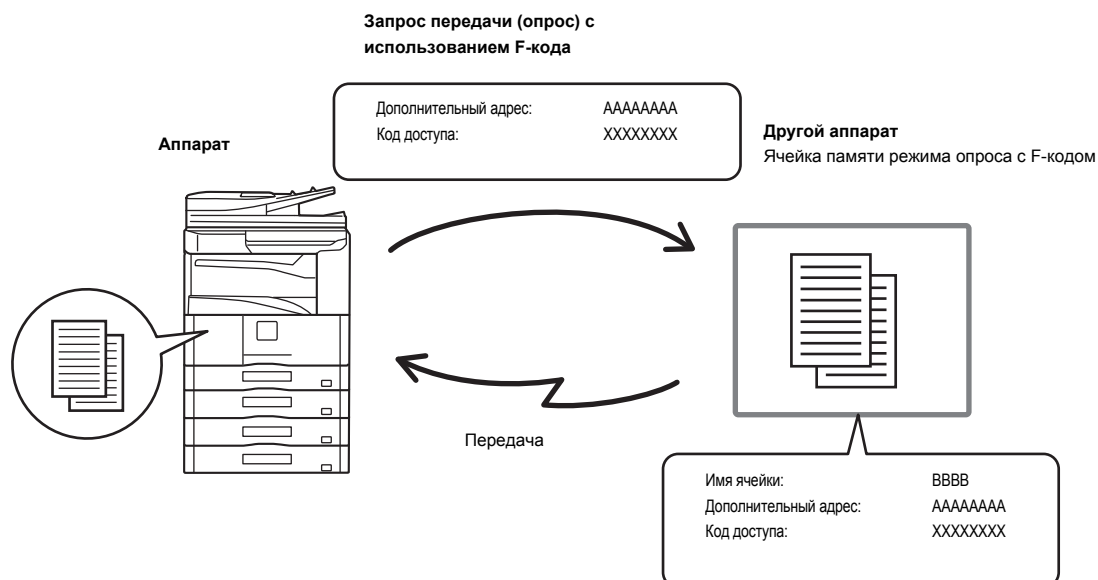 Запрос передачи (опрос) с
использованием F-кода
Дополнительный адрес: AAAAAAAA
Код доступа: XXXXXXXX
Аппарат
Другой аппарат
Ячейка памяти режима опроса с F-кодом
Передача
Имя ячейки: BBBB
Дополнительный адрес: AAAAAAAA
Код доступа: XXXXXXXX